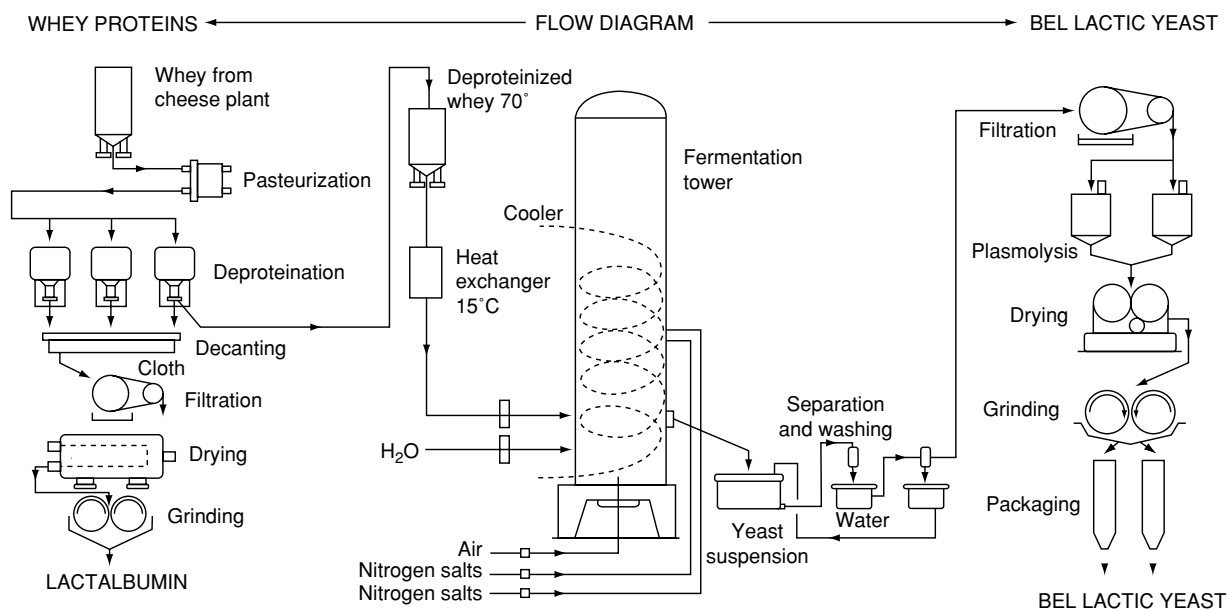 WHEY PROTEINS
FLOW DIAGRAM
BEL LACTIC YEAST
Whey from
cheese plant
Pasteurization
Deproteination
Decanting
Cloth
Filtration
Drying
Grinding
LACTALBUMIN
Deproteinized
whey 70°
Heat
exchanger
15°C
H₂O
Cooler
Fermentation
tower
Air
Nitrogen salts
Nitrogen salts
Separation
and washing
Water
Yeast
suspension
Filtration
Plasmolysis
Drying
Grinding
Packaging
BEL LACTIC YEAST